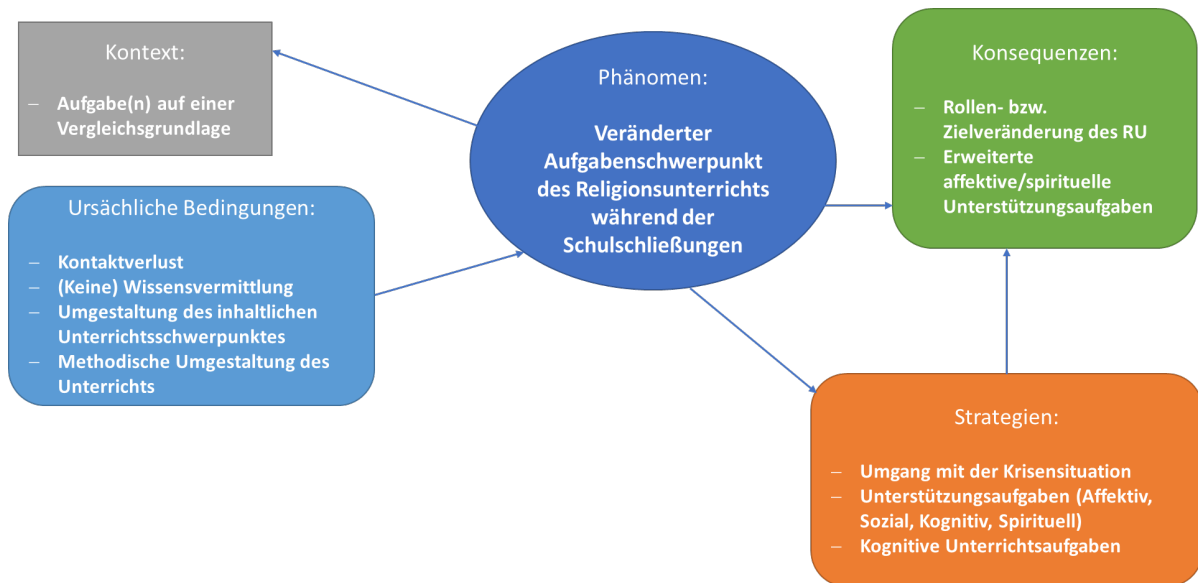 Kontext:
– Aufgabe(n) auf einer
Vergleichsgrundlage
Ursächliche Bedingungen:
– Kontaktverlust
– (Keine) Wissensvermittlung
– Umgestaltung des inhaltlichen
Unterrichtsschwerpunktes
– Methodische Umgestaltung des
Unterrichts
Phänomen:
Veränderter
Aufgabenschwerpunkt
des Religionsunterrichts
während der
Schulschließungen
Konsequenzen:
– Rollen- bzw.
Zielveränderung des RU
– Erweiterte
affektive/spirituelle
Unterstützungsaufgaben
Strategien:
– Umgang mit der Krisensituation
– Unterstützungsaufgaben (Affektiv,
Sozial, Kognitiv, Spirituell)
– Kognitive Unterrichtsaufgaben